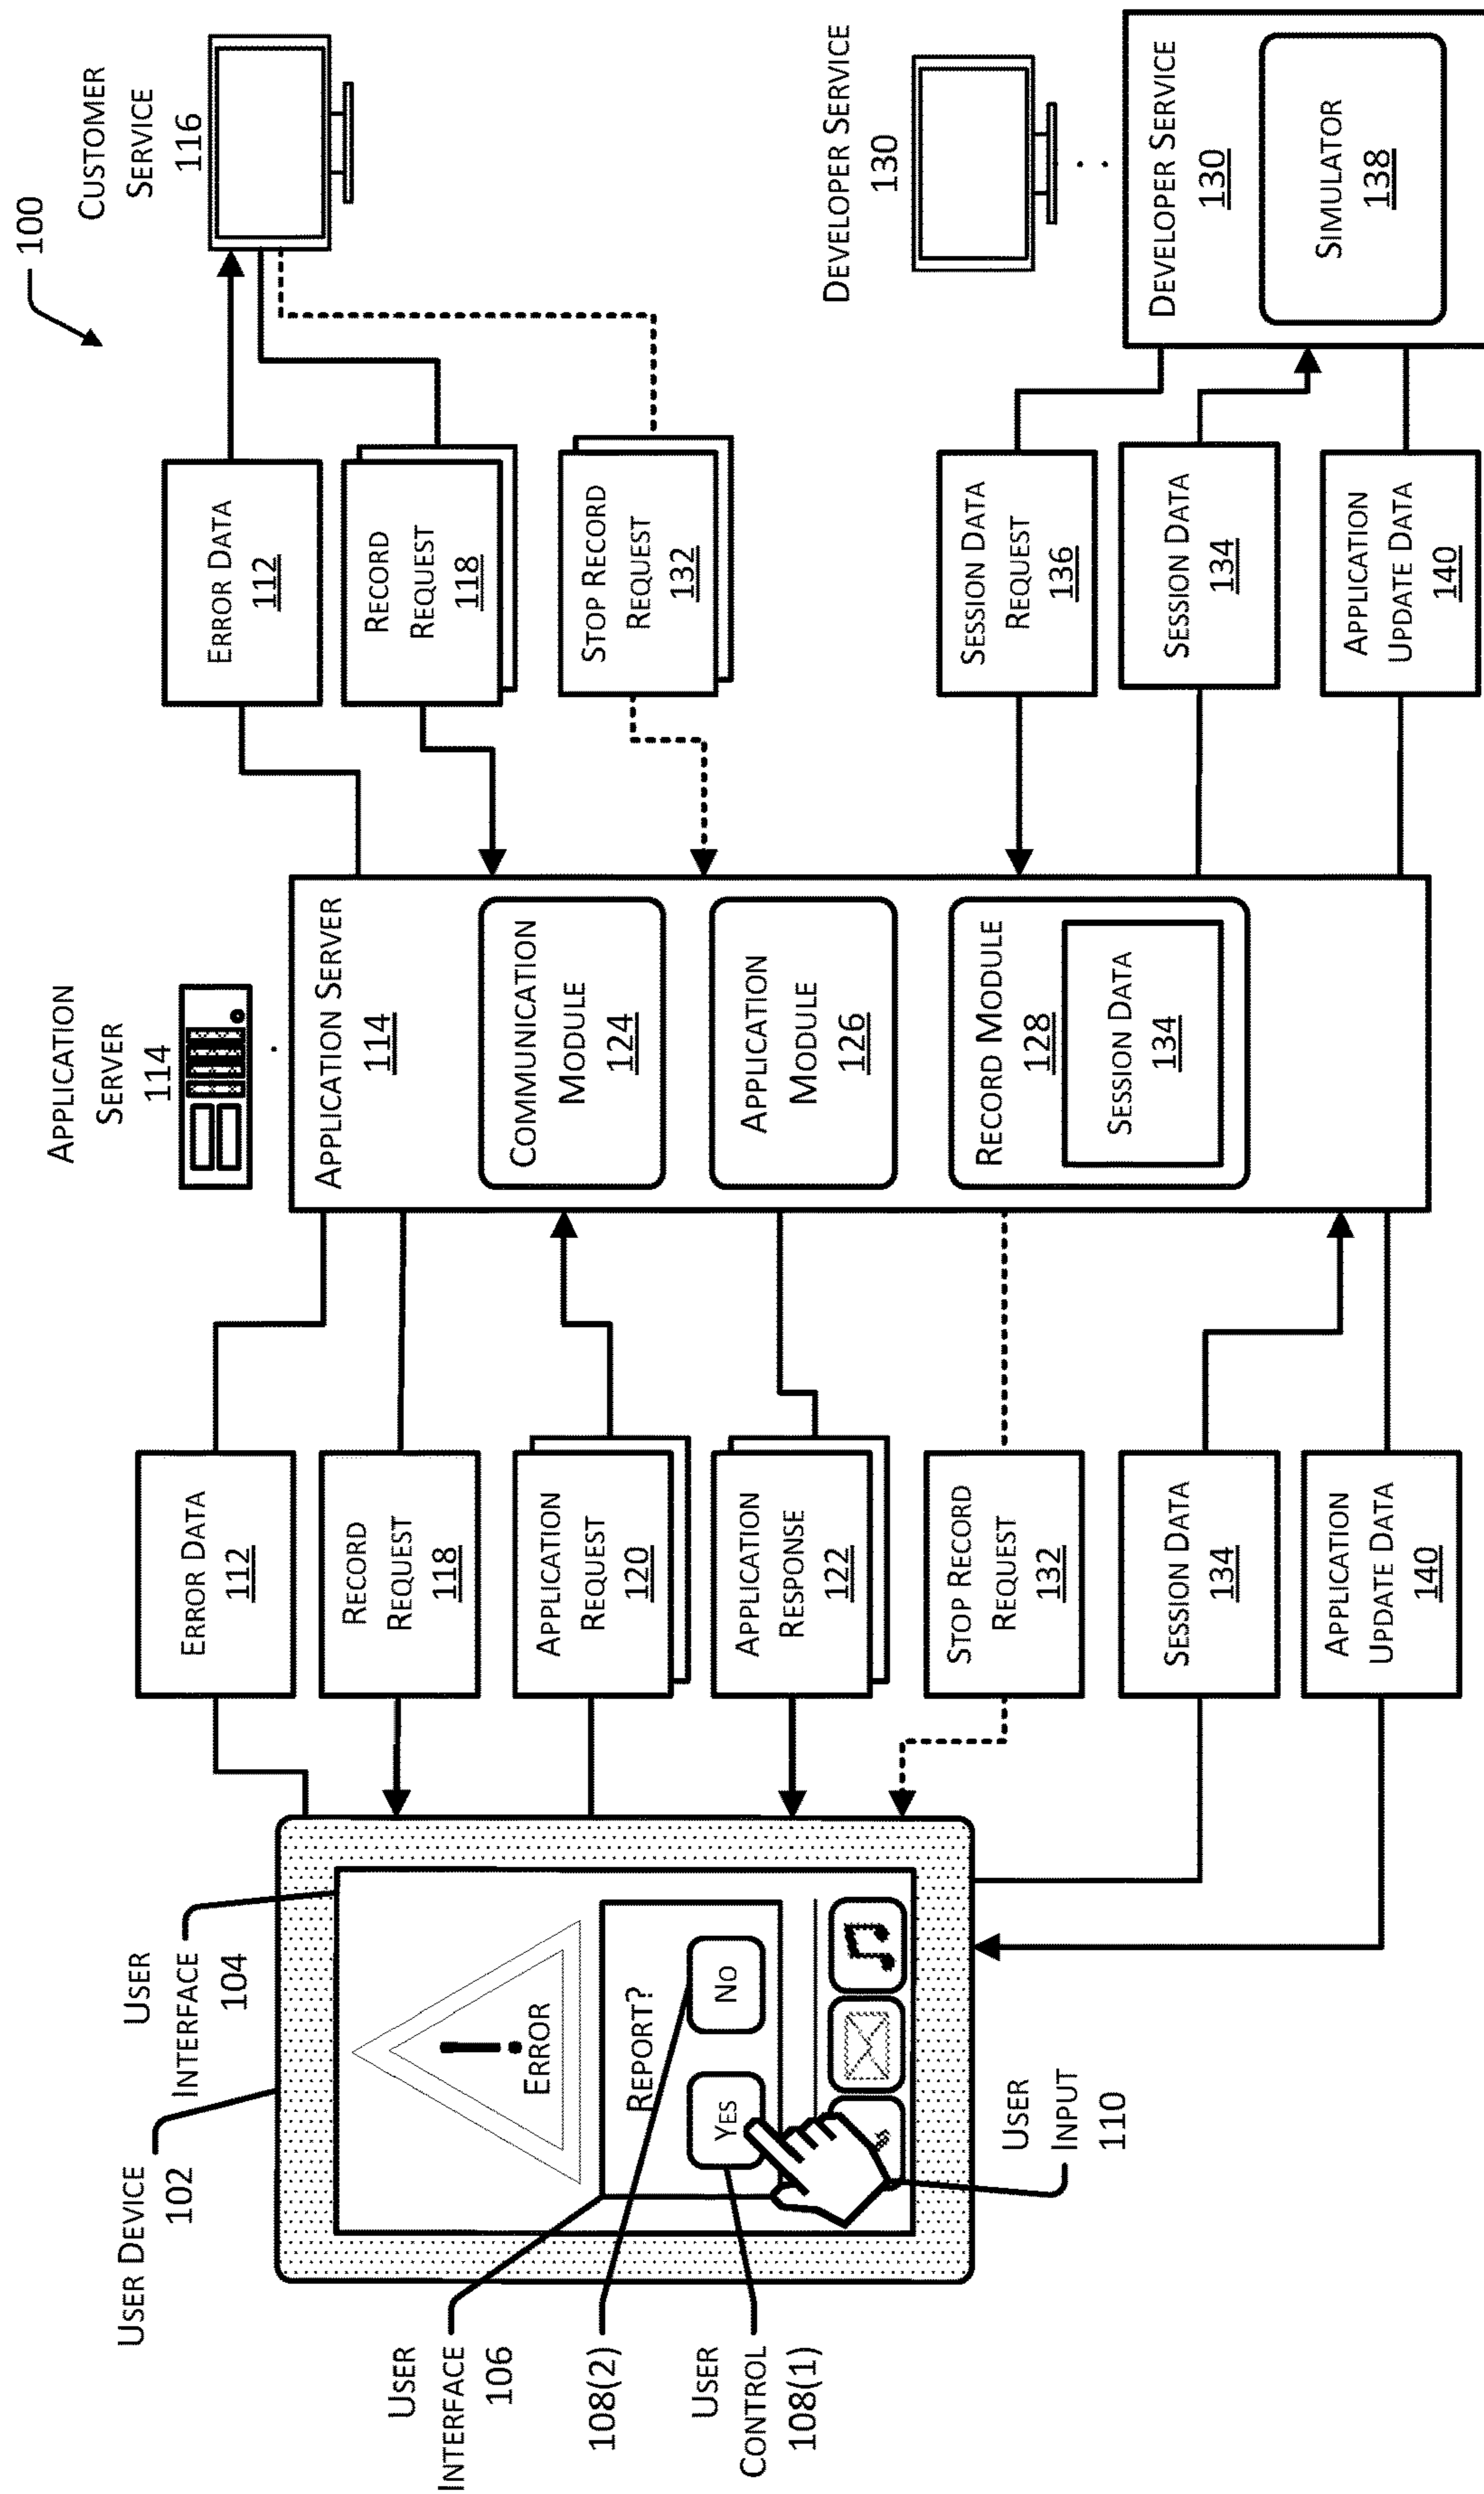 100
USER DEVICE
102
USER
INTERFACE
104
USER
INTERFACE
106
108(2)
USER
CONTROL
108(1)
ERROR
REPORT?
YES
NO
USER
INPUT
110
ERROR DATA
112
RECORD
REQUEST
118
APPLICATION
REQUEST
120
APPLICATION
RESPONSE
122
STOP RECORD
REQUEST
132
SESSION DATA
134
APPLICATION
UPDATE DATA
140
APPLICATION
SERVER
114
APPLICATION SERVER
114
COMMUNICATION
MODULE
124
APPLICATION
MODULE
126
RECORD MODULE
128
SESSION DATA
134
ERROR DATA
112
RECORD
REQUEST
118
STOP RECORD
REQUEST
132
SESSION DATA
REQUEST
136
SESSION DATA
134
APPLICATION
UPDATE DATA
140
CUSTOMER
SERVICE
116
DEVELOPER SERVICE
130
DEVELOPER SERVICE
130
SIMULATOR
138